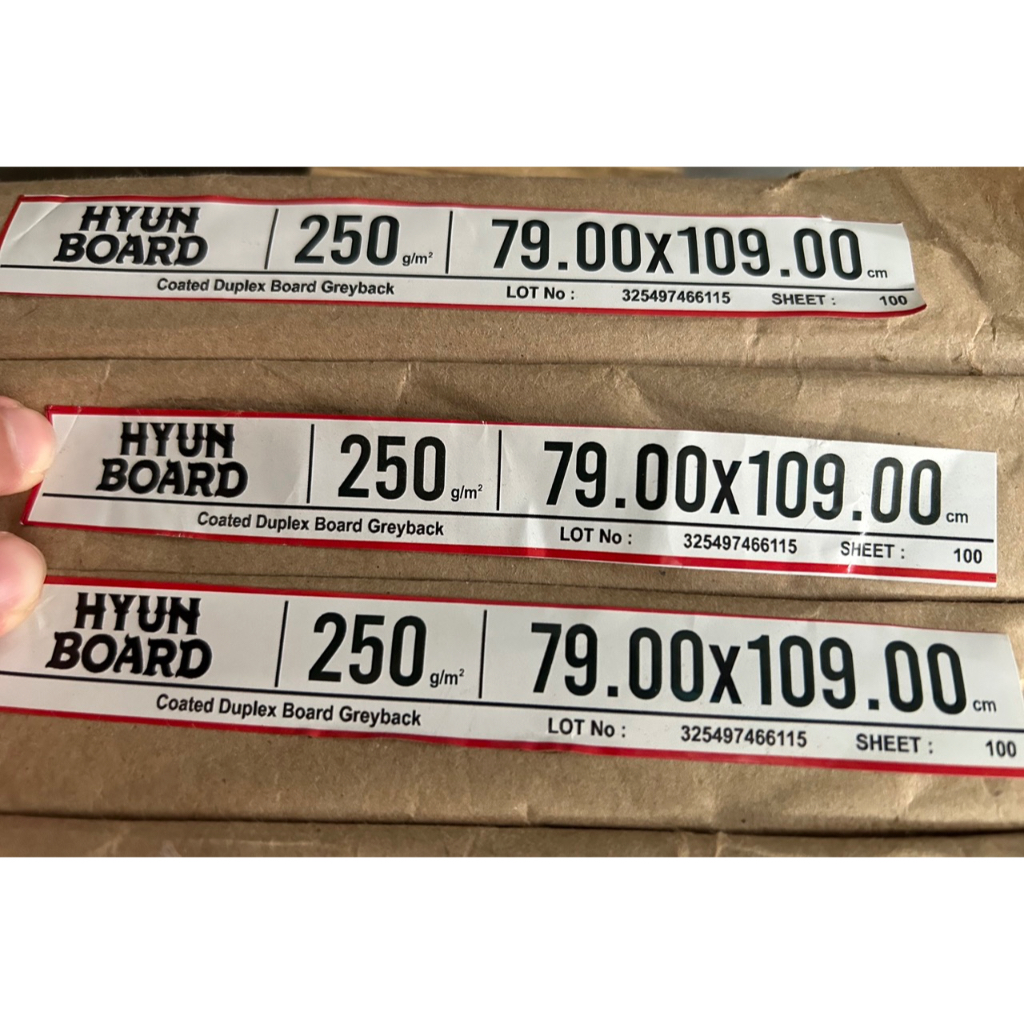 HYUN
BOARD
250 g/m²
79.00x109.00 cm
Coated Duplex Board Greyback
LOT No : 325497466115 SHEET : 100
HYUN
BOARD
250 g/m²
79.00x109.00 cm
Coated Duplex Board Greyback
LOT No : 325497466115 SHEET : 100
HYUN
BOARD
250 g/m²
79.00x109.00 cm
Coated Duplex Board Greyback
LOT No : 325497466115 SHEET : 100